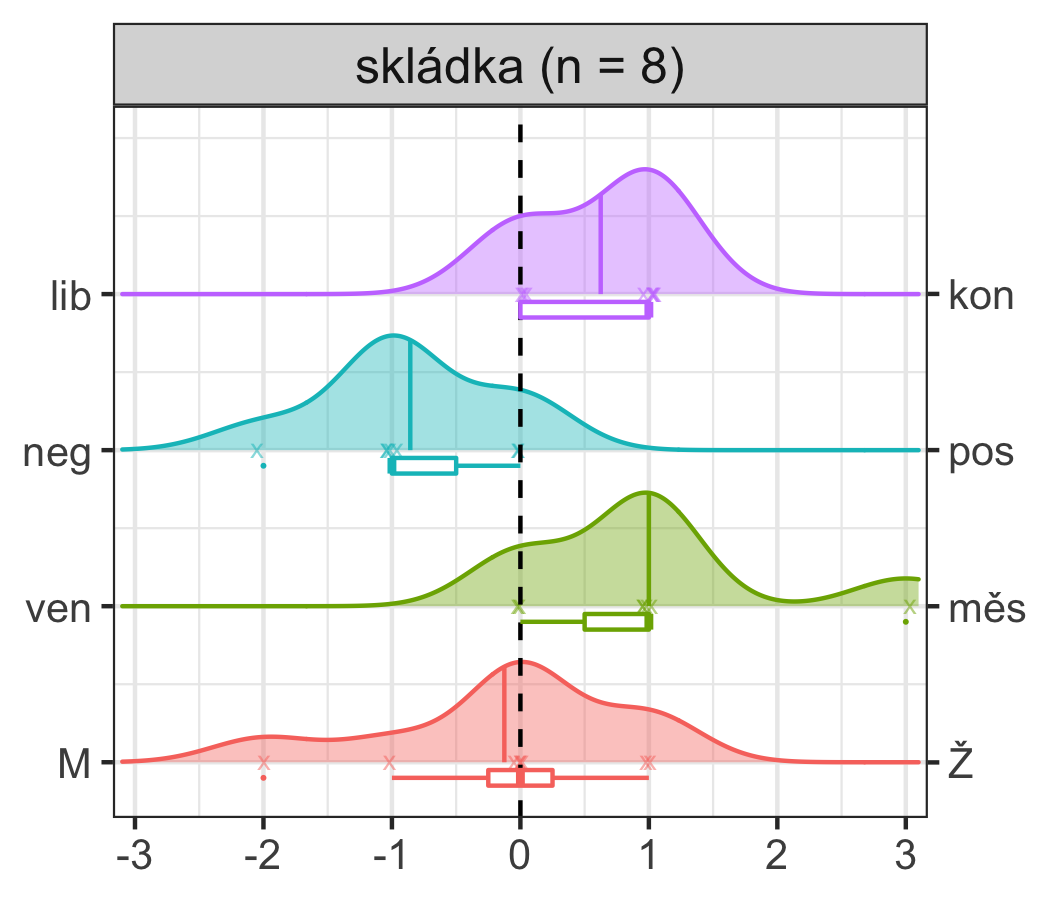 skládka (n = 8)
lib kon
neg pos
ven měs
M Ž
-3 -2 -1 0 1 2 3